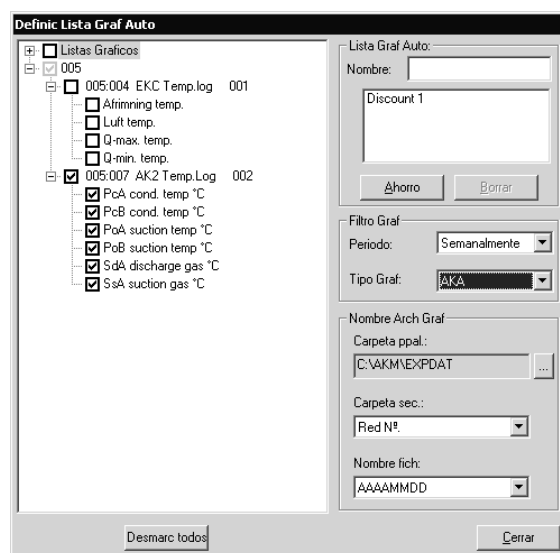 Definic Lista Graf Auto
Listas Graficos
005
005:004 EKC Temp.log 001
Afrimning temp.
Luft temp.
Q-max. temp.
Q-min. temp.
005:007 AK2 Temp.Log 002
PcA cond. temp °C
PcB cond. temp °C
PoA suction temp °C
PoB suction temp °C
SdA discharge gas °C
SsA suction gas °C
Desmarc todos
Lista Graf Auto:
Nombre:
Discount 1
Ahorro Borrar
Filtro Graf
Periodo: Semanalmente
Tipo Graf: AKA
Nombre Arch Graf
Carpeta ppal.:
C:\AKM\EXPDAT ...
Carpeta sec.:
Red Nº.
Nombre fich:
AAAAMMDD
Cerrar